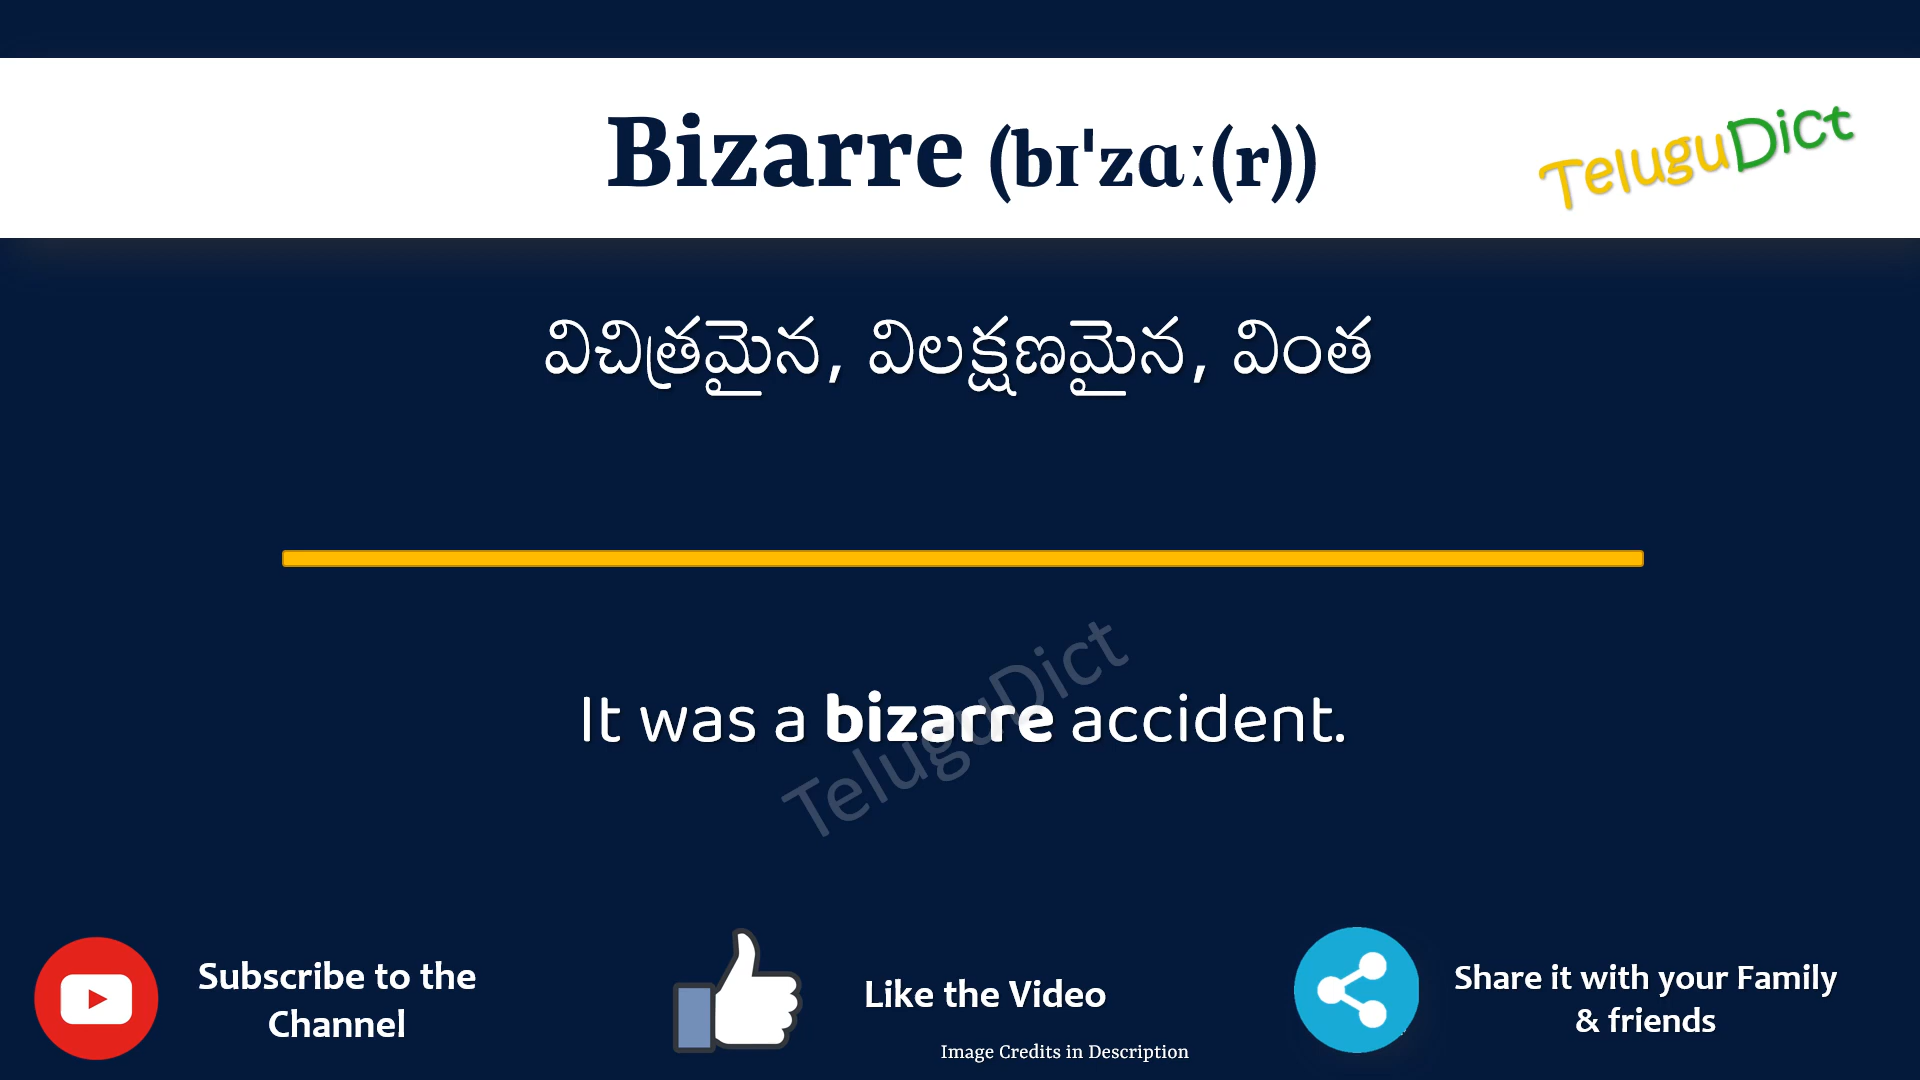 Bizarre (bɪ'zɑː(r))
TeluguDict
విచిత్రమైన, విలక్షణమైన, వింత
It was a bizarre accident.
TeluguDict
Subscribe to the
Channel
Like the Video
Share it with your Family
& friends
Image Credits in Description